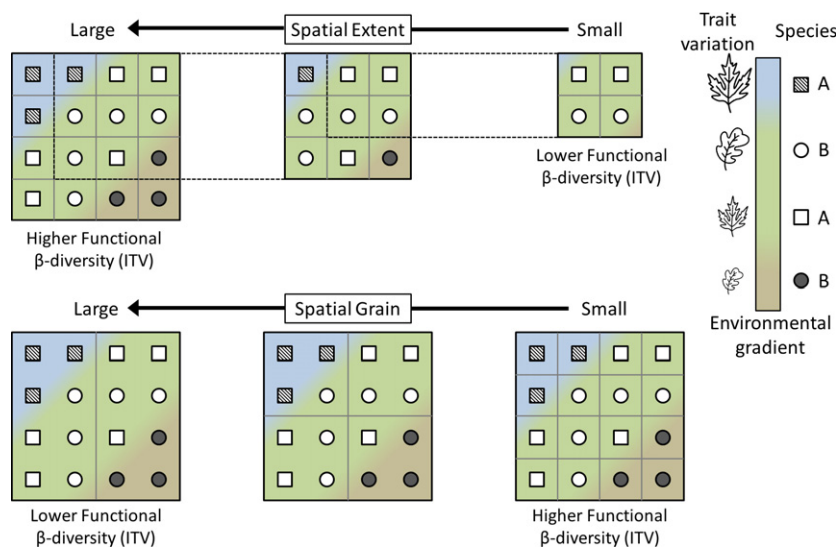 Large
Spatial Extent
Small
Trait
variation
Species
A
B
A
B
Environmental
gradient
Higher Functional
β-diversity (ITV)
Lower Functional
β-diversity (ITV)
Large
Spatial Grain
Small
Lower Functional
β-diversity (ITV)
Higher Functional
β-diversity (ITV)